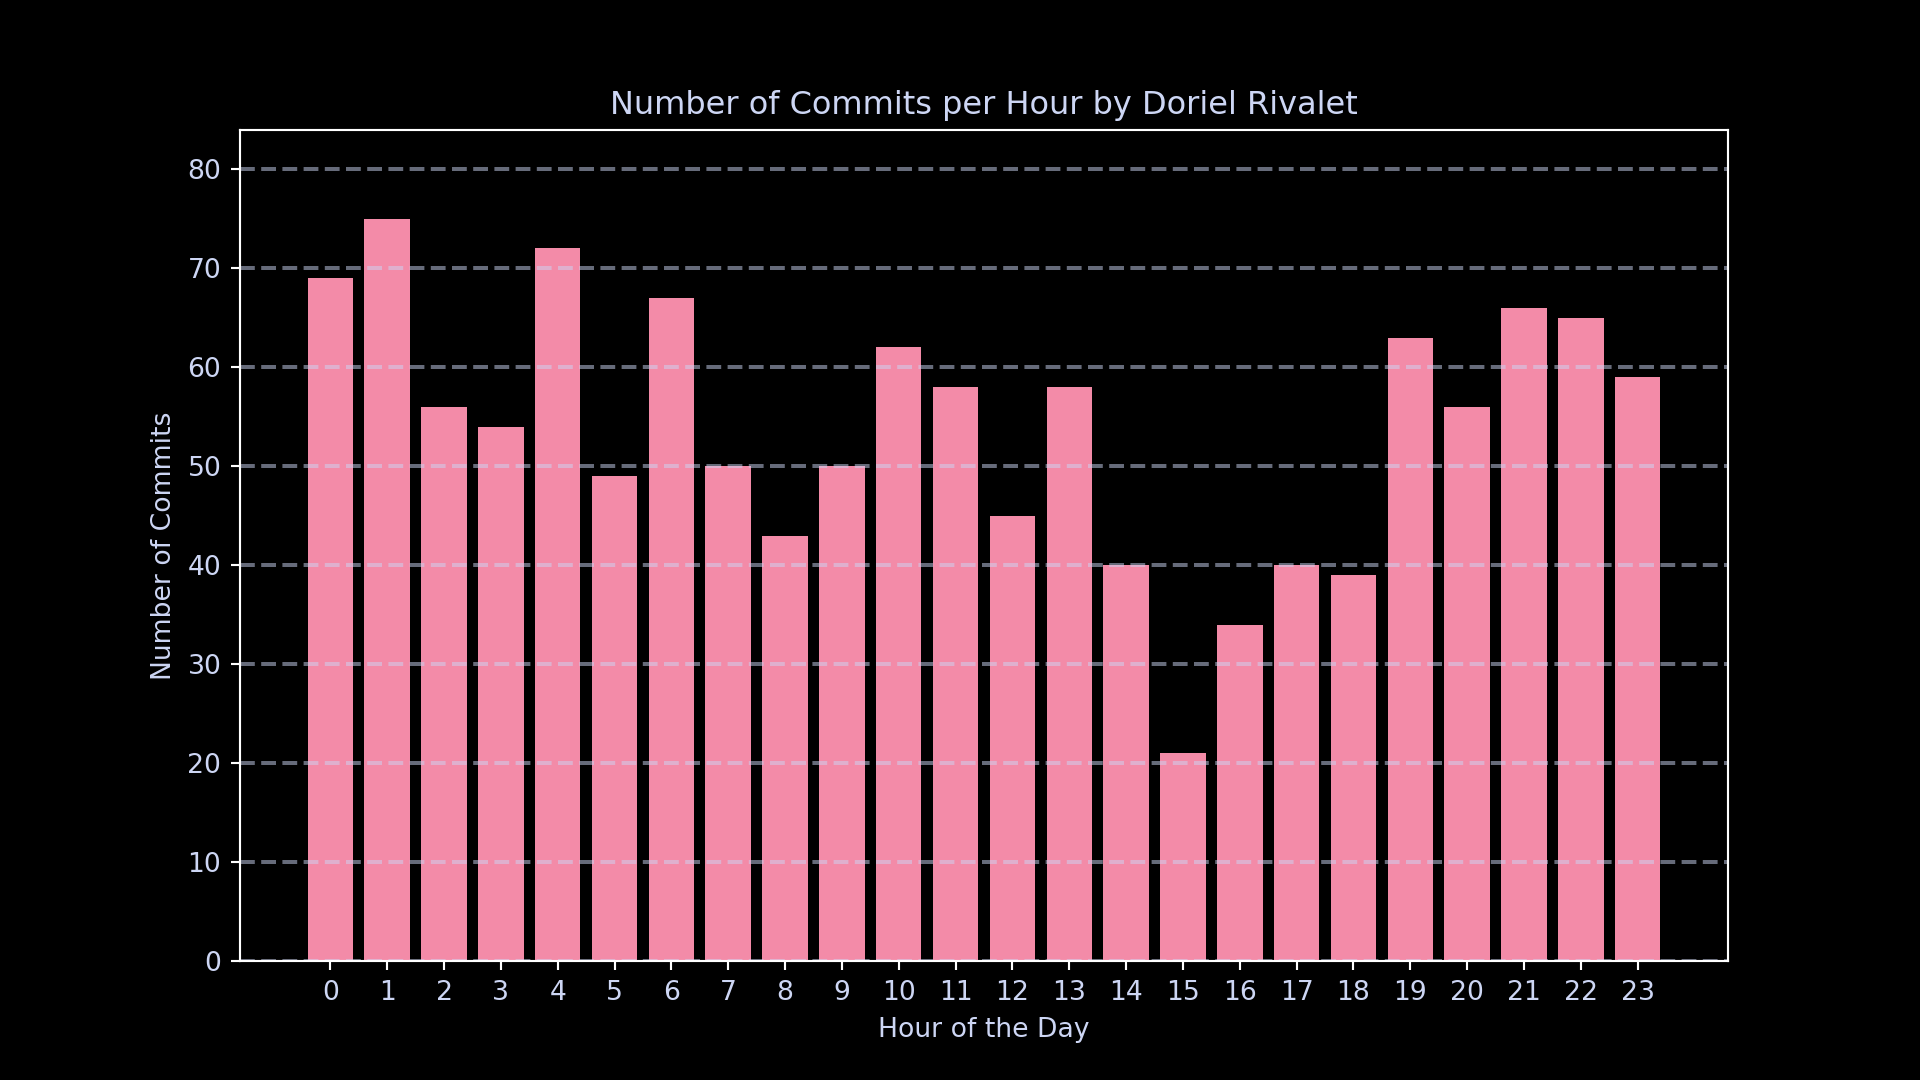 Number of Commits per Hour by Doriel Rivalet
80
70
60
50
40
30
20
10
0
Number of Commits
0 1 2 3 4 5 6 7 8 9 10 11 12 13 14 15 16 17 18 19 20 21 22 23
Hour of the Day